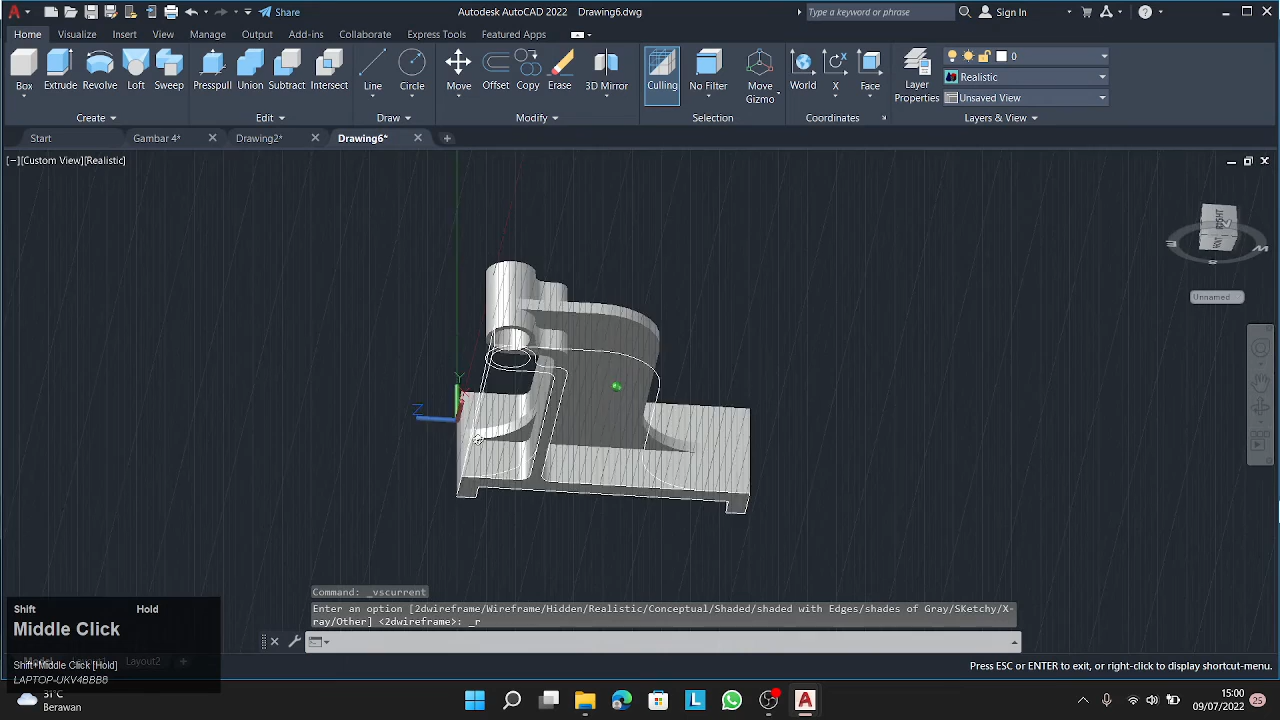 Share
Autodesk AutoCAD 2022 Drawing6.dwg
Type a keyword or phrase
Sign In
Home Visualize Insert View Manage Output Add-ins Collaborate Express Tools Featured Apps
Box Extrude Revolve Loft Sweep
Presspull Union Subtract Intersect
Line Circle
Move Offset Copy Erase 3D Mirror
Culling No Filter Move Gizmo
World X Face
Layer Properties
0
Realistic
Unsaved View
Create Edit Draw Modify Selection Coordinates Layers & View
Start Gambar 4* Drawing2* Drawing6*
[−][Custom View][Realistic]
RIGHT
Unnamed
Y
X
Z
Command: _vscurrent
Enter an option [2dwireframe/Wireframe/Hidden/Realistic/Conceptual/Shaded/shaded with Edges/shades of Gray/SKetchy/X-
ray/Other] <2dwireframe>: _r
Shift Hold
Middle Click
Shift Middle Click [Hold]
LAPTOP-UKV4BBB8
Layout2
Press ESC or ENTER to exit, or right-click to display shortcut-menu.
31°C
Berawan
15:00
25